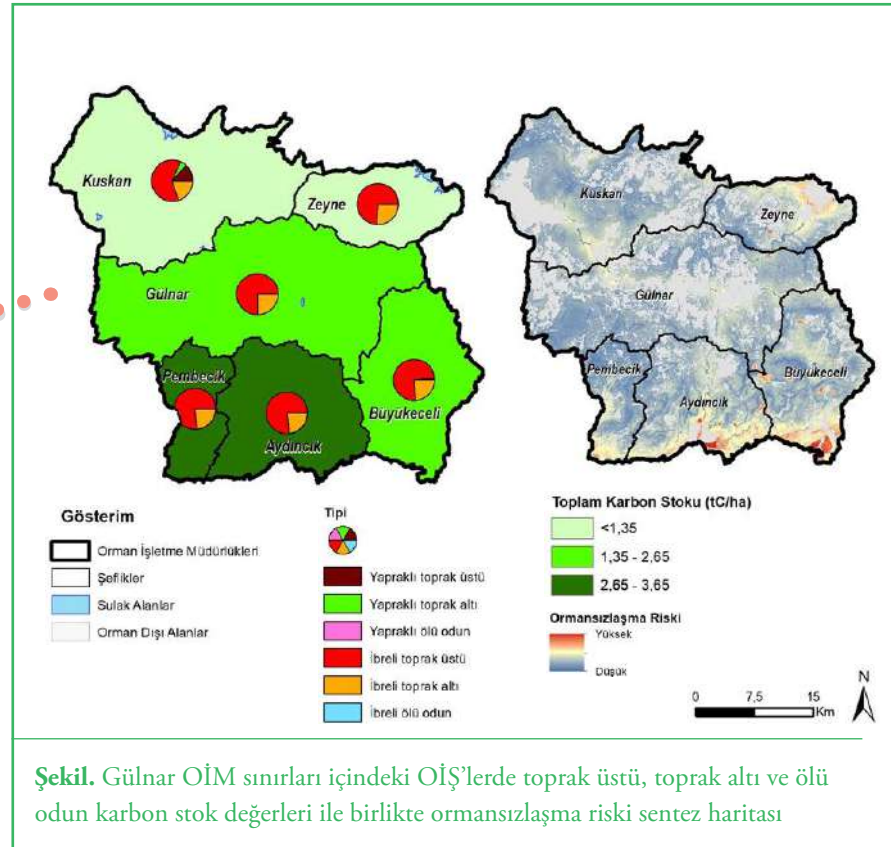 Kuskan
Zeyne
Gülnar
Pembecik
Aydıncık
Büyükeceli
Kuskan
Zeyne
Gülnar
Pembecik
Aydıncık
Büyükeceli
Gösterim
Orman İşletme Müdürlükleri
Şeflikler
Sulak Alanlar
Orman Dışı Alanlar
Tipi
Yapraklı toprak üstü
Yapraklı toprak altı
Yapraklı ölü odun
İbreli toprak üstü
İbreli toprak altı
İbreli ölü odun
Toplam Karbon Stoku (tC/ha)
<1,35
1,35 - 2,65
2,65 - 3,65
Ormansızlaşma Riski
Yüksek
Düşük
0 7,5 15
Km
N
Şekil. Gülnar OİM sınırları içindeki OİŞ’lerde toprak üstü, toprak altı ve ölü
odun karbon stok değerleri ile birlikte ormansızlaşma riski sentez haritası